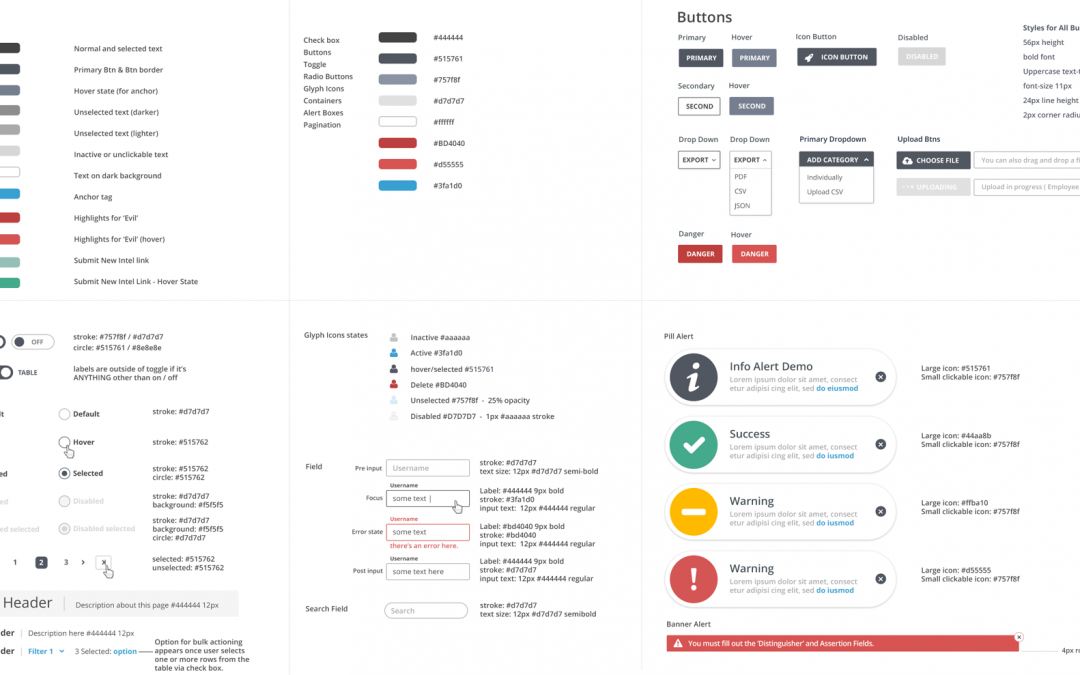 Normal and selected text
Primary Btn & Btn border
Hover state (for anchor)
Unselected text (darker)
Unselected text (lighter)
Inactive or unclickable text
Text on dark background
Anchor tag
Highlights for 'Evil'
Highlights for 'Evil' (hover)
Submit New Intel link
Submit New Intel Link - Hover State
Check box
Buttons
Toggle
Radio Buttons
Glyph Icons
Containers
Alert Boxes
Pagination
#444444
#515761
#757f8f
#d7d7d7
#ffffff
#BD4040
#d55555
#3fa1d0
Buttons
Primary
Hover
Icon Button
Disabled
PRIMARY
PRIMARY
ICON BUTTON
DISABLED
Secondary
Hover
SECOND
SECOND
Drop Down
Drop Down
Primary Dropdown
Upload Btns
EXPORT
EXPORT
PDF
CSV
JSON
ADD CATEGORY
Individually
Upload CSV
CHOOSE FILE
You can also drag and drop a fi
UPLOADING
Upload in progress ( Employee
Danger
Hover
DANGER
DANGER
Styles for All Bu
56px height
bold font
Uppercase text-t
font-size 11px
24px line height
2px corner radiu
OFF
stroke: #757f8f / #d7d7d7
circle: #515761 / #8e8e8e
TABLE
labels are outside of toggle if it's
ANYTHING other than on / off
lt
Default
stroke: #d7d7d7
Hover
stroke: #515762
ed
Selected
stroke: #515762
circle: #515762
ed
Disabled
stroke: #d7d7d7
background: #f5f5f5
ed selected
Disabled selected
stroke: #d7d7d7
background: #f5f5f5
circle: #d7d7d7
1 2 3 › ›
selected: #515762
unselected: #515762
Header
Description about this page #444444 12px
der
Description here #444444 12px
der
Filter 1
3 Selected: option
Option for bulk actioning
appears once user selects
one or more rows from the
table via check box.
Glyph Icons states
Inactive #aaaaaa
Active #3fa1d0
hover/selected #515761
Delete #BD4040
Unselected #757f8f - 25% opacity
Disabled #D7D7D7 - 1px #aaaaaa stroke
Field
Pre input
Username
stroke: #d7d7d7
text size: 12px #d7d7d7 semi-bold
Username
Focus
some text |
Label: #444444 9px bold
stroke: #3fa1d0
input text: 12px #444444 regular
Username
Error state
some text
there's an error here.
Label: #bd4040 9px bold
stroke: #bd4040
input text: 12px #444444 regular
Username
Post input
some text here
Label: #444444 9px bold
stroke: #d7d7d7
input text: 12px #444444 regular
Search Field
Search
stroke: #d7d7d7
text size: 12px #d7d7d7 semibold
Pill Alert
Info Alert Demo
Lorem ipsum dolor sit amet, consect
etur adipisi cing elit, sed do eiusmod
Large icon: #515761
Small clickable icon: #757f8f
Success
Lorem ipsum dolor sit amet, consect
etur adipisi cing elit, sed do iusmod
Large icon: #44aa8b
Small clickable icon: #757f8f
Warning
Lorem ipsum dolor sit amet, consect
etur adipisi cing elit, sed do iusmod
Large icon: #ffba10
Small clickable icon: #757f8f
Warning
Lorem ipsum dolor sit amet, consect
etur adipisi cing elit, sed do iusmod
Large icon: #d55555
Small clickable icon: #757f8f
Banner Alert
You must fill out the 'Distinguisher' and Assertion Fields.
4px ru